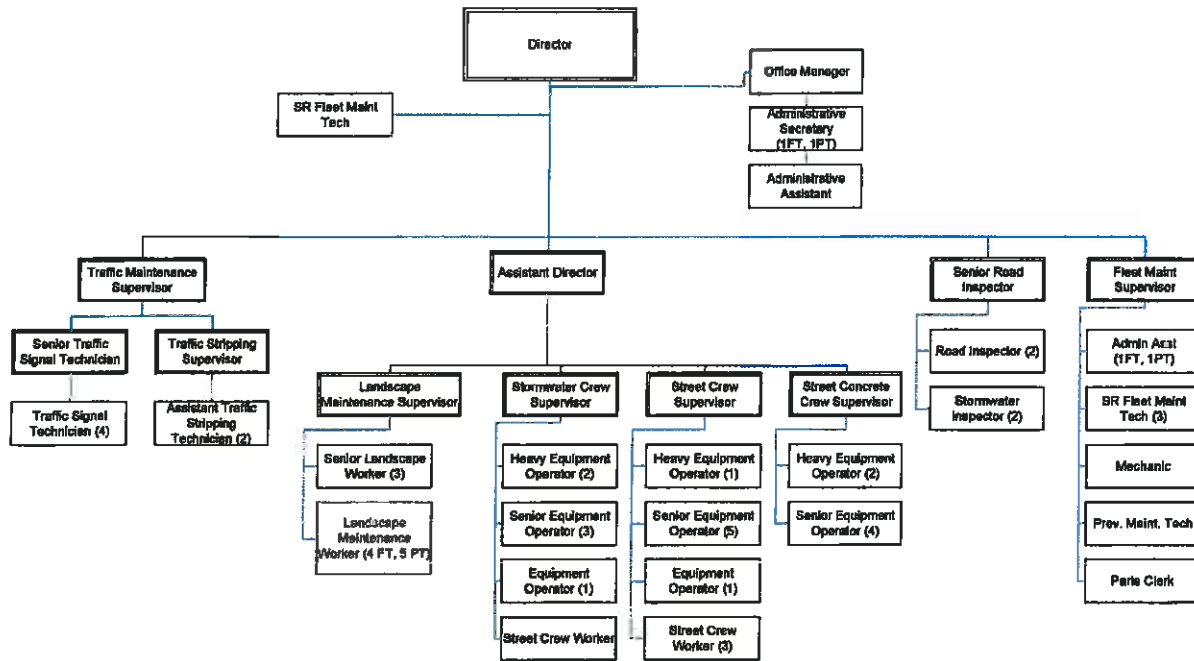 Director
Office Manager
SR Fleet Maint
Tech
Administrative
Secretary
(1FT, 1PT)
Administrative
Assistant
Traffic Maintenance
Supervisor
Assistant Director
Senior Road
Inspector
Fleet Maint
Supervisor
Senior Traffic
Signal Technician
Traffic Stripping
Supervisor
Traffic Signal
Technician (4)
Assistant Traffic
Stripping
Technician (2)
Landscape
Maintenance Supervisor
Stormwater Crew
Supervisor
Street Crew
Supervisor
Street Concrete
Crew Supervisor
Senior Landscape
Worker (3)
Landscape
Maintenance
Worker (4 FT, 5 PT)
Heavy Equipment
Operator (2)
Senior Equipment
Operator (3)
Equipment
Operator (1)
Street Crew Worker
Heavy Equipment
Operator (1)
Senior Equipment
Operator (5)
Equipment
Operator (1)
Street Crew
Worker (3)
Heavy Equipment
Operator (2)
Senior Equipment
Operator (4)
Road Inspector (2)
Stormwater
Inspector (2)
Admin Asst
(1FT, 1PT)
SR Fleet Maint
Tech (3)
Mechanic
Prev. Maint. Tech
Parts Clerk